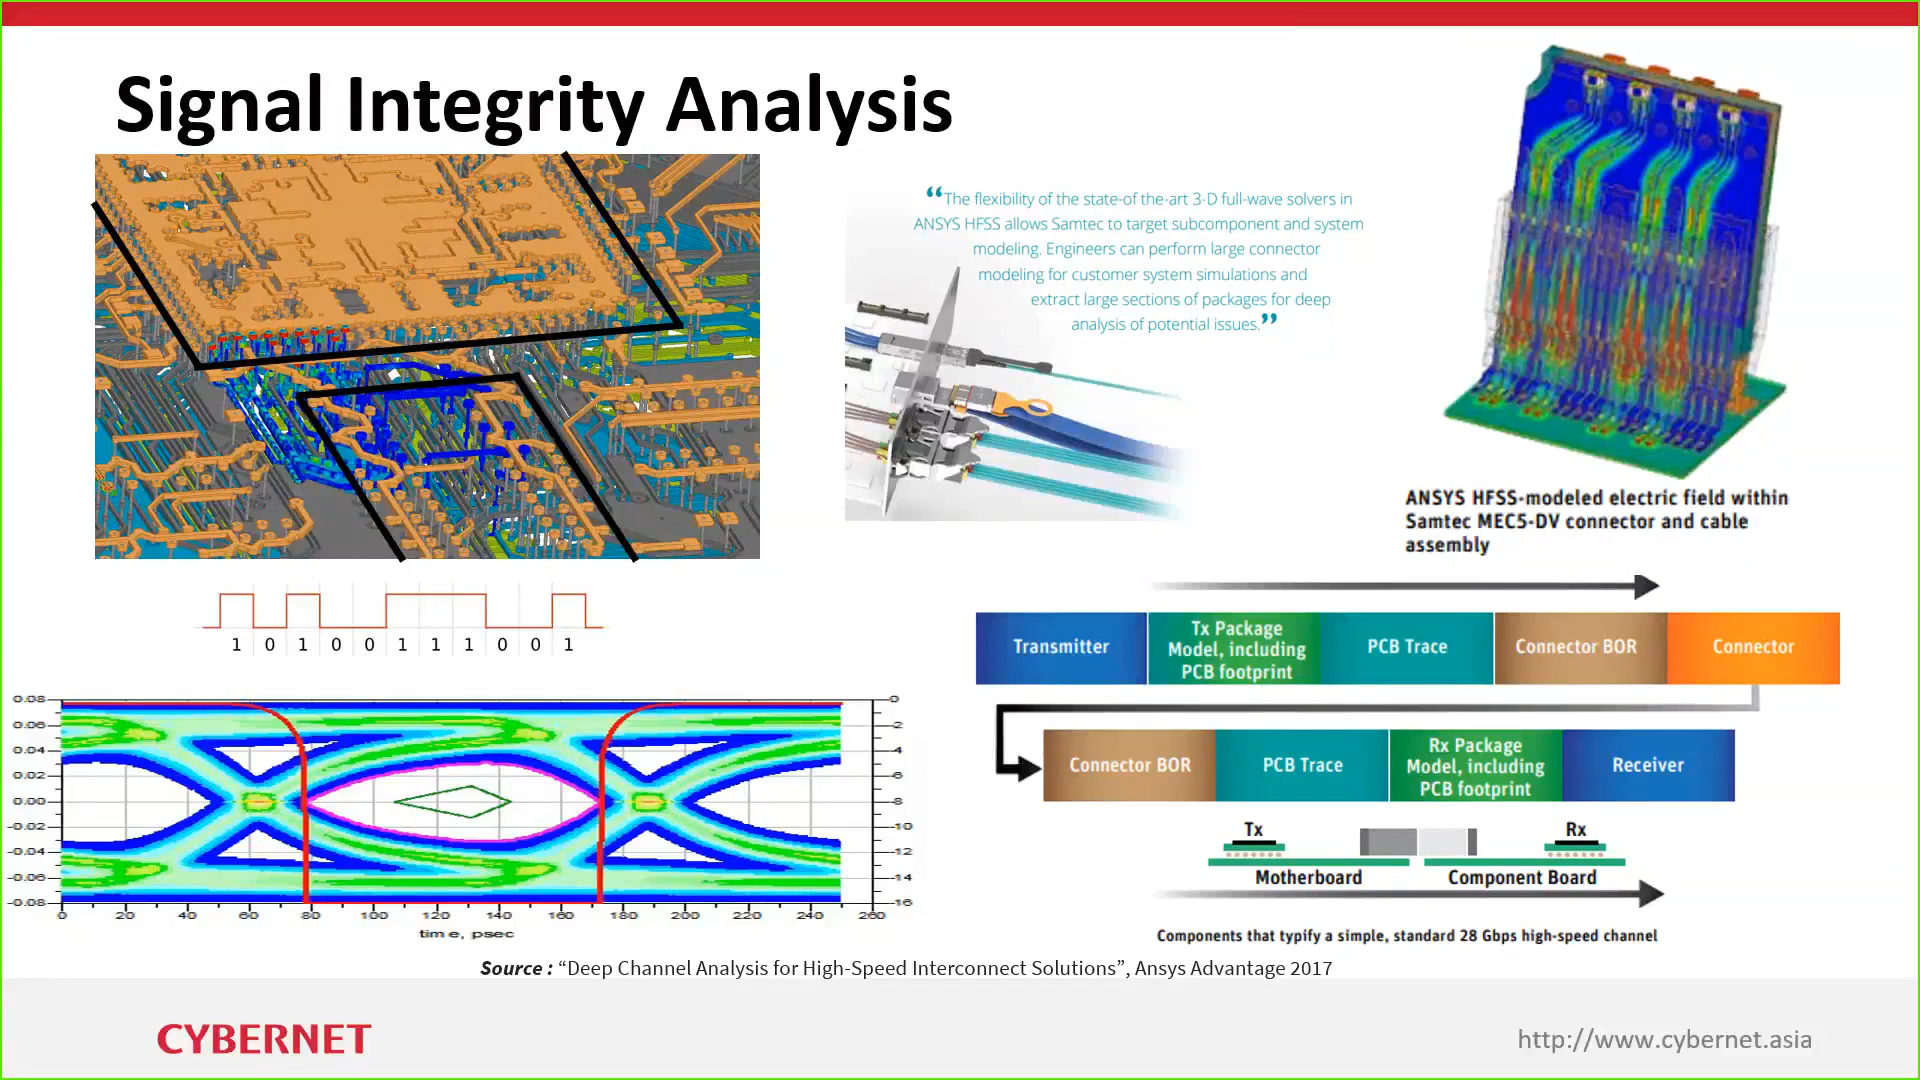 Signal Integrity Analysis
“The flexibility of the state-of the-art 3-D full-wave solvers in
ANSYS HFSS allows Samtec to target subcomponent and system
modeling. Engineers can perform large connector
modeling for customer system simulations and
extract large sections of packages for deep
analysis of potential issues.”
ANSYS HFSS-modeled electric field within
Samtec MEC5-DV connector and cable
assembly
1 0 1 0 0 1 1 1 0 0 1
Transmitter
Tx Package
Model, including
PCB footprint
PCB Trace
Connector BOR
Connector
Connector BOR
PCB Trace
Rx Package
Model, including
PCB footprint
Receiver
Tx
Rx
Motherboard
Component Board
Components that typify a simple, standard 28 Gbps high-speed channel
0.08
0.06
0.04
0.02
0.00
-0.02
-0.04
-0.06
-0.08
0
-2
-4
-6
-8
-10
-12
-14
-16
0 20 40 60 80 100 120 140 160 180 200 220 240 260
time, psec
Source : “Deep Channel Analysis for High-Speed Interconnect Solutions”, Ansys Advantage 2017
CYBERNET
http://www.cybernet.asia